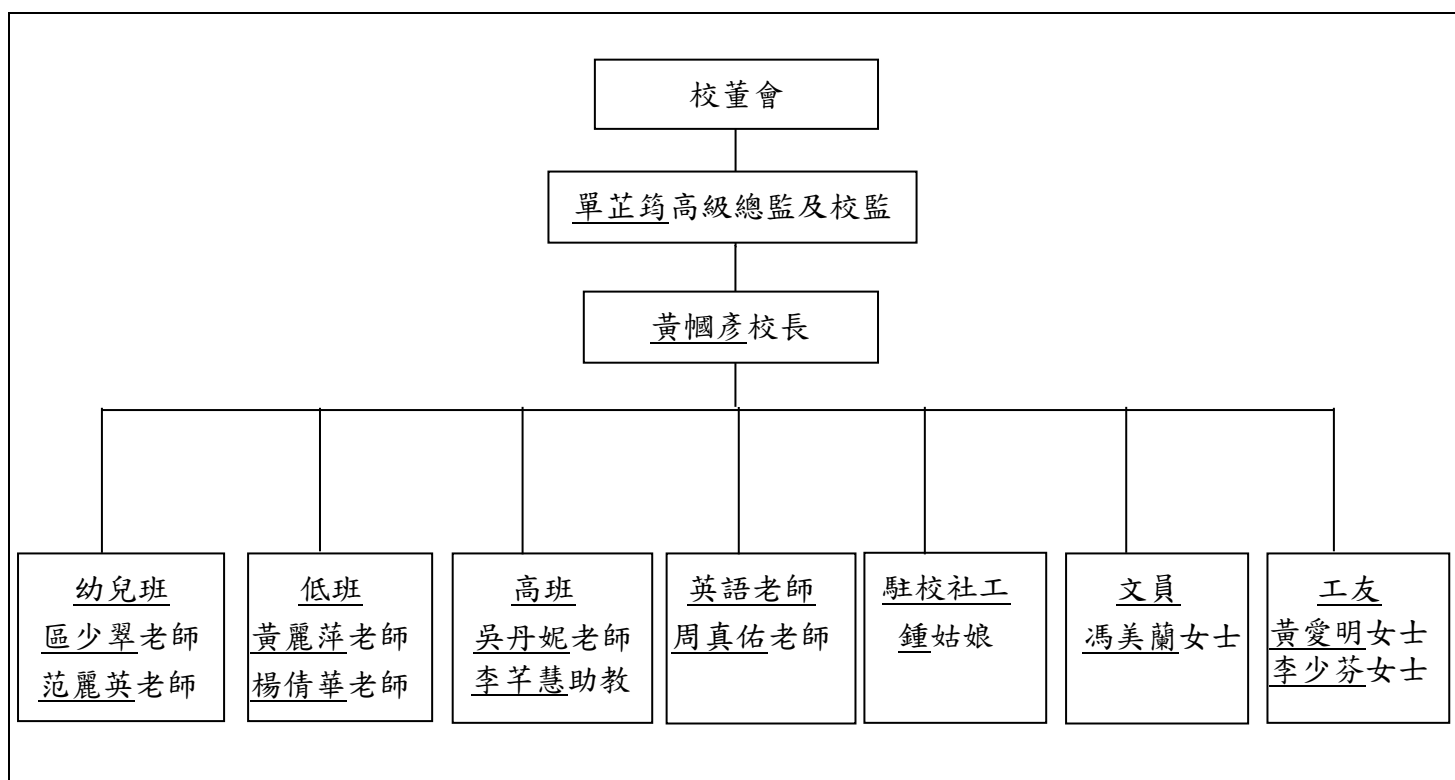 校董會
單芷筠高級總監及校監
黃幗彥校長
幼兒班
區少翠老師
范麗英老師
低班
黃麗萍老師
楊倩華老師
高班
吳丹妮老師
李芊慧助教
英語老師
周真佑老師
駐校社工
鍾姑娘
文員
馮美蘭女士
工友
黃愛明女士
李少芬女士